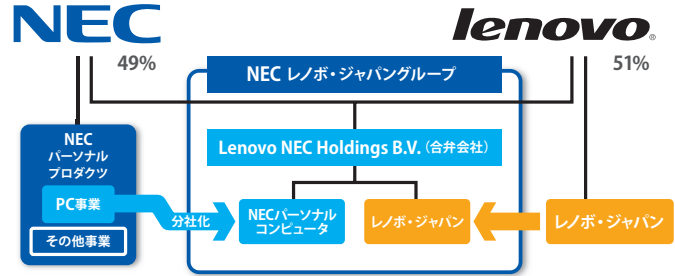 NEC
lenovo®
49%
51%
NEC レノボ・ジャパングループ
Lenovo NEC Holdings B.V.(合弁会社)
NEC
パーソナル
プロダクツ
PC事業
その他事業
分社化
NECパーソナル
コンピュータ
レノボ・ジャパン
レノボ・ジャパン